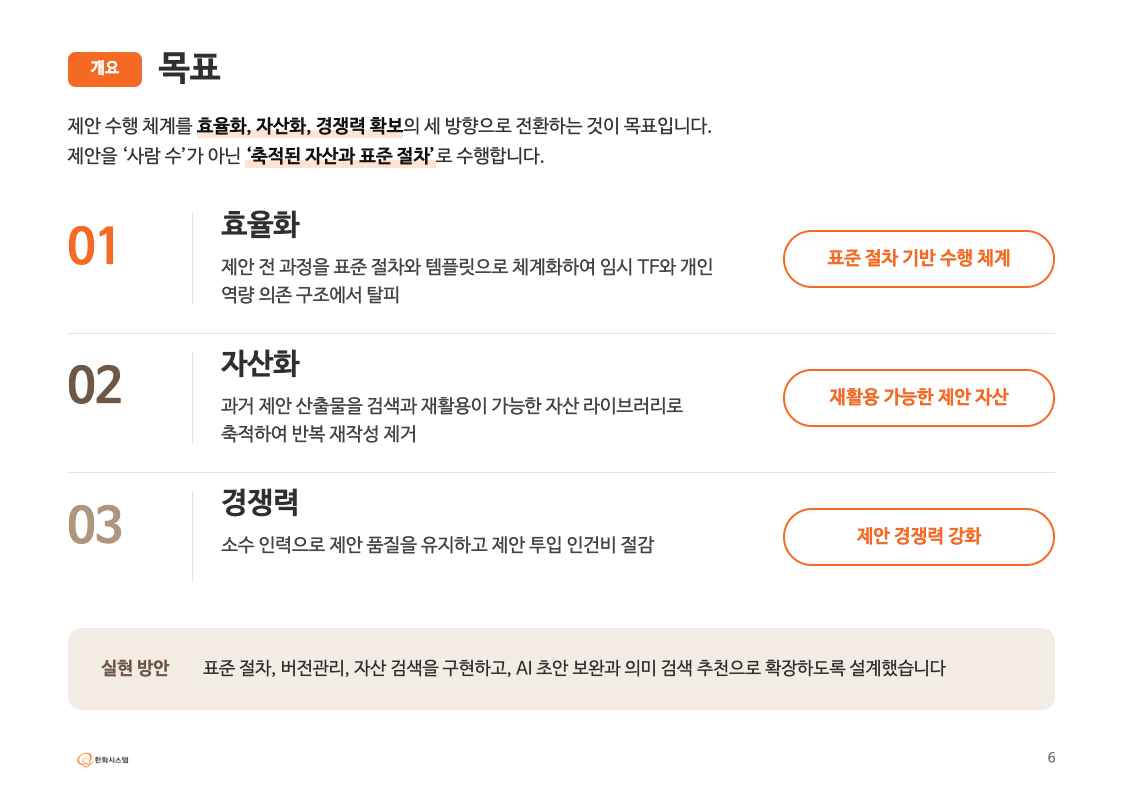 개요
목표
제안 수행 체계를 효율화, 자산화, 경쟁력 확보의 세 방향으로 전환하는 것이 목표입니다.
제안을 ‘사람 수’가 아닌 ‘축적된 자산과 표준 절차’로 수행합니다.
01
효율화
제안 전 과정을 표준 절차와 템플릿으로 체계화하여 임시 TF와 개인
역량 의존 구조에서 탈피
표준 절차 기반 수행 체계
02
자산화
과거 제안 산출물을 검색과 재활용이 가능한 자산 라이브러리로
축적하여 반복 재작성 제거
재활용 가능한 제안 자산
03
경쟁력
소수 인력으로 제안 품질을 유지하고 제안 투입 인건비 절감
제안 경쟁력 강화
실현 방안
표준 절차, 버전관리, 자산 검색을 구현하고, AI 초안 보완과 의미 검색 추천으로 확장하도록 설계했습니다
한화시스템
6